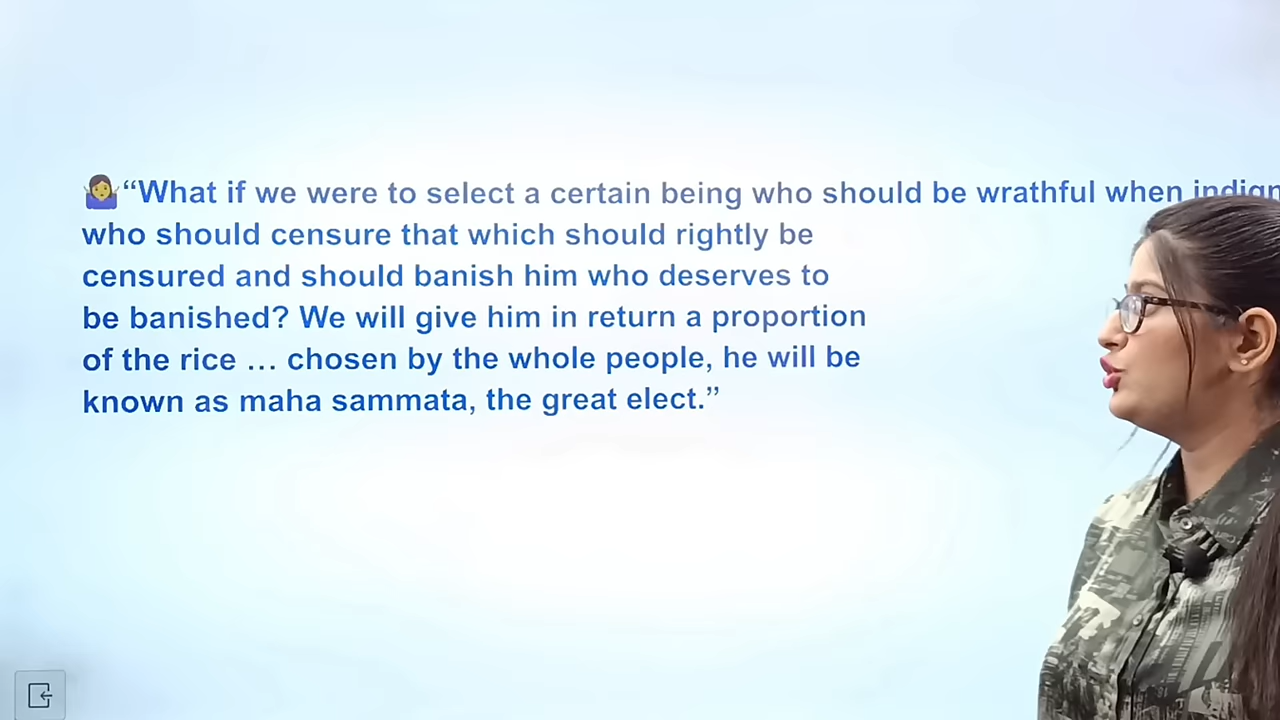 “What if we were to select a certain being who should be wrathful when
who should censure that which should rightly be
censured and should banish him who deserves to
be banished? We will give him in return a proportion
of the rice … chosen by the whole people, he will be
known as maha sammata, the great elect.”